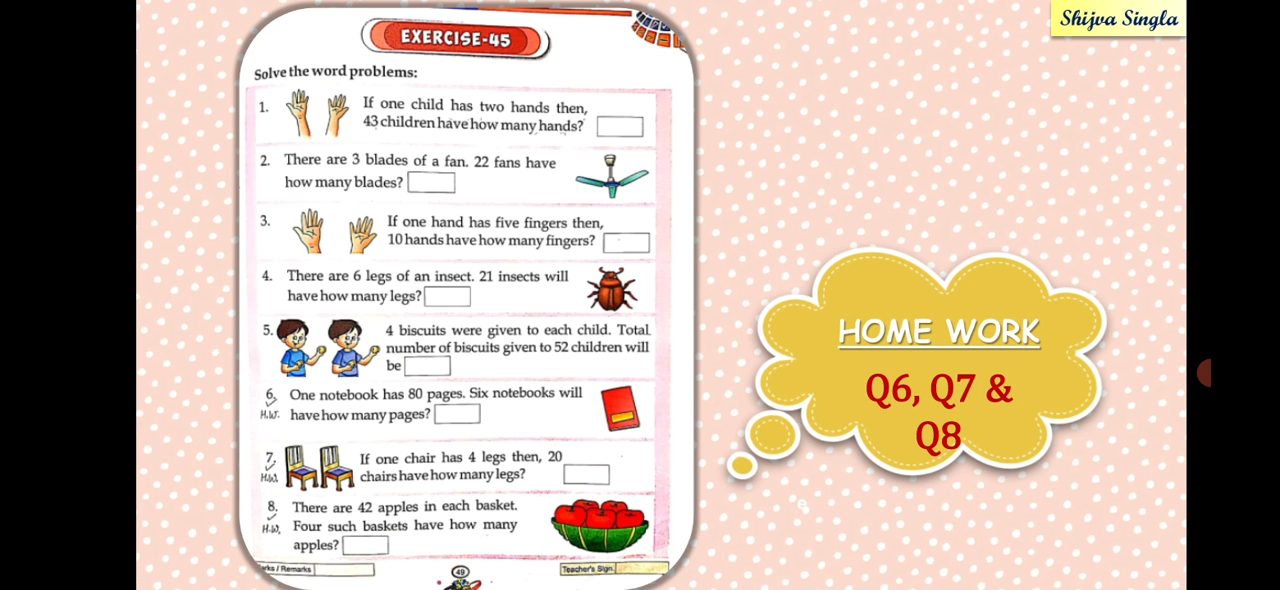 Shijva Singla
EXERCISE-45
Solve the word problems:
1. If one child has two hands then,
43 children have how many hands?
2. There are 3 blades of a fan. 22 fans have
how many blades?
3. If one hand has five fingers then,
10 hands have how many fingers?
4. There are 6 legs of an insect. 21 insects will
have how many legs?
5. 4 biscuits were given to each child. Total
number of biscuits given to 52 children will
be
6. One notebook has 80 pages. Six notebooks will
H.W. have how many pages?
7. If one chair has 4 legs then, 20
H.W. chairs have how many legs?
8. There are 42 apples in each basket.
H.W. Four such baskets have how many
apples?
/ Remarks
49
Teacher's Sign.
HOME WORK
Q6, Q7 &
Q8